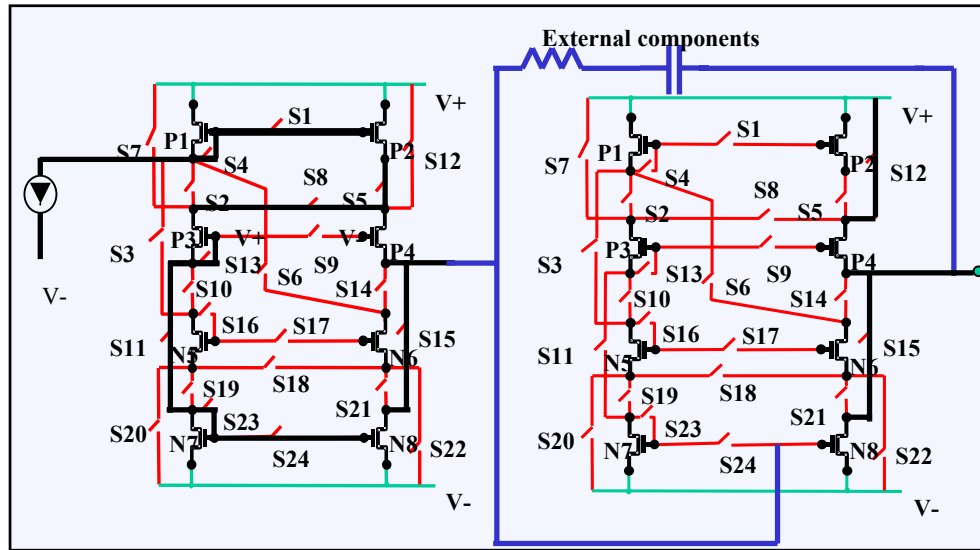 External components
V+
S1
P1
P2
S7
S4
S12
S8
S2
S5
S3
P3
V+
V-
P4
S13
S9
S10
S6
S14
S16
S17
S15
S11
N5
N6
S18
S19
S21
S20
S23
S22
N7
S24
N8
V-
V-
V+
S1
P1
P2
S7
S4
S12
S8
S2
S5
S3
P3
P4
S13
S9
S10
S6
S14
S16
S17
S15
S11
N5
N6
S18
S19
S21
S20
S23
S22
N7
S24
N8
V-